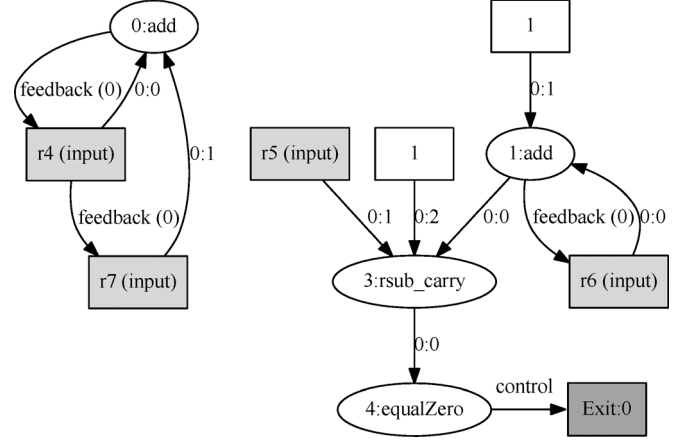 0:add
1
feedback (0)
0:0
0:1
r4 (input)
r5 (input)
1
1:add
0:1
feedback (0)
0:1
0:2
0:0
feedback (0)
0:0
r7 (input)
3:rsub_carry
r6 (input)
0:0
control
4:equalZero
Exit:0